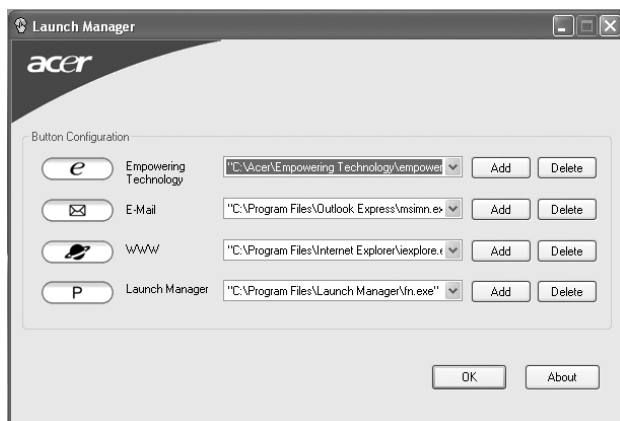 Launch Manager
acer
Button Configuration
e Empowering Technology "C:\Acer\Empowering Technology\empower Add Delete
E-Mail "C:\Program Files\Outlook Express\msimn.ex Add Delete
WWW "C:\Program Files\Internet Explorer\iexplore.e Add Delete
P Launch Manager "C:\Program Files\Launch Manager\fn.exe" Add Delete
OK About